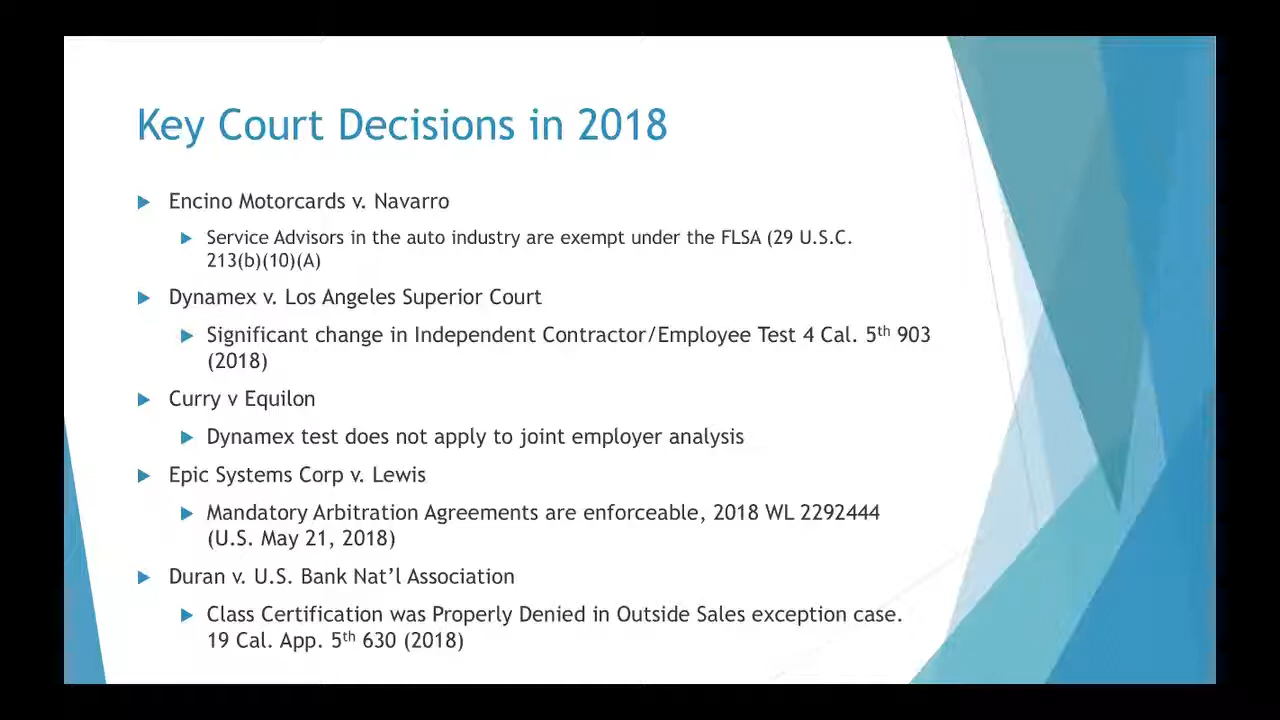 Key Court Decisions in 2018
Encino Motorcards v. Navarro
Service Advisors in the auto industry are exempt under the FLSA (29 U.S.C.
213(b)(10)(A)
Dynamex v. Los Angeles Superior Court
Significant change in Independent Contractor/Employee Test 4 Cal. 5th 903
(2018)
Curry v Equilon
Dynamex test does not apply to joint employer analysis
Epic Systems Corp v. Lewis
Mandatory Arbitration Agreements are enforceable, 2018 WL 2292444
(U.S. May 21, 2018)
Duran v. U.S. Bank Nat’l Association
Class Certification was Properly Denied in Outside Sales exception case.
19 Cal. App. 5th 630 (2018)